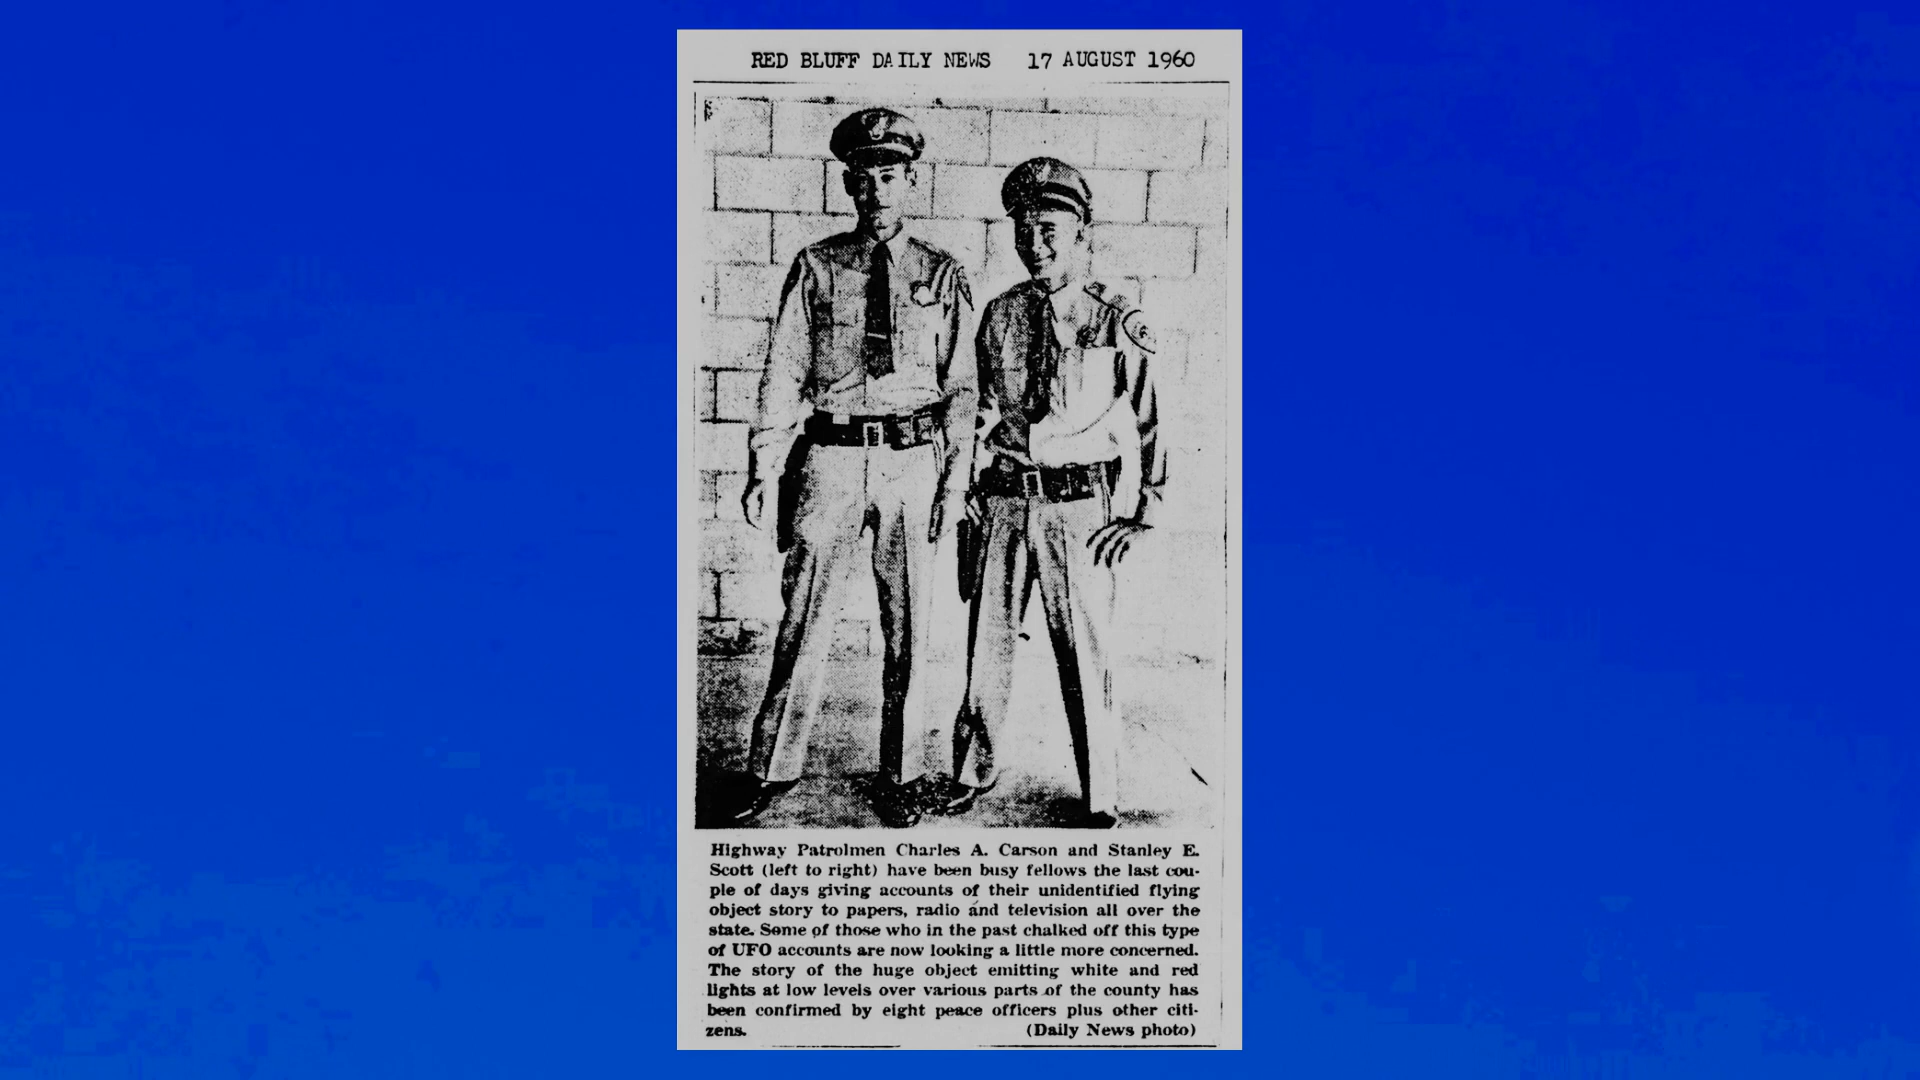 RED BLUFF DAILY NEWS 17 AUGUST 1960
Highway Patrolmen Charles A. Carson and Stanley E.
Scott (left to right) have been busy fellows the last cou-
ple of days giving accounts of their unidentified flying
object story to papers, radio and television all over the
state. Some of those who in the past chalked off this type
of UFO accounts are now looking a little more concerned.
The story of the huge object emitting white and red
lights at low levels over various parts of the county has
been confirmed by eight peace officers plus other citi-
zens. (Daily News photo)